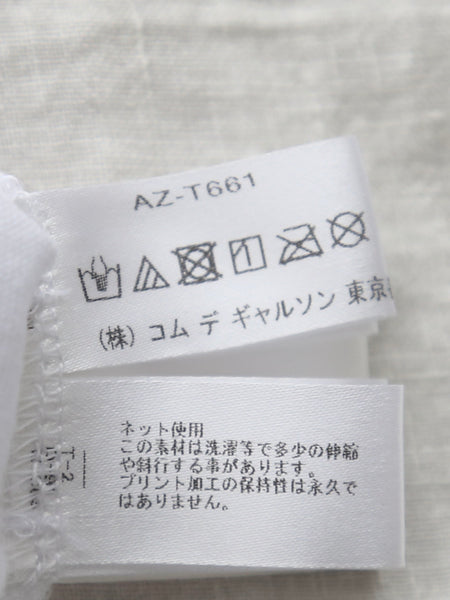 AZ-T661
(株) コム デ ギャルソン 東京
ネット使用
この素材は洗濯等で多少の伸縮
や斜行する事があります。
プリント加工の保持性は永久で
はありません。
T-2